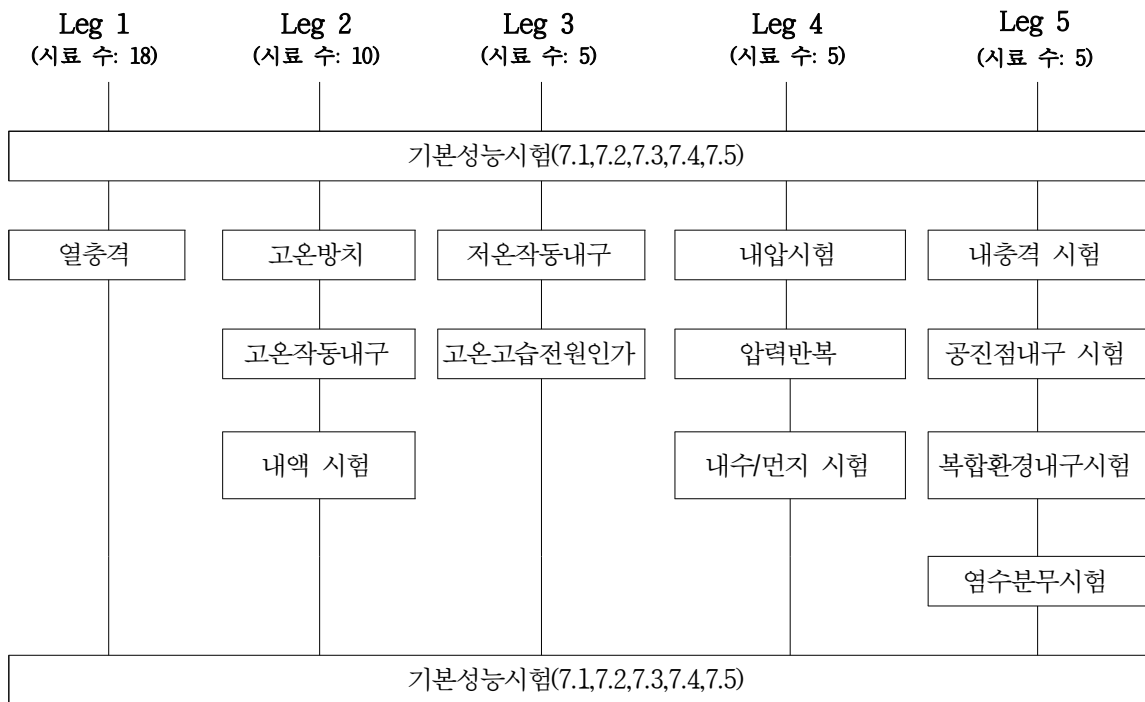 Leg 1 Leg 2 Leg 3 Leg 4 Leg 5
(시료 수: 18) (시료 수: 10) (시료 수: 5) (시료 수: 5) (시료 수: 5)
기본성능시험(7.1,7.2,7.3,7.4,7.5)
열충격 고온방치 저온작동내구 내압시험 내충격 시험
고온작동내구 고온고습전원인가 압력반복 공진점내구 시험
내액 시험 내수/먼지 시험 복합환경내구시험
염수분무시험
기본성능시험(7.1,7.2,7.3,7.4,7.5)